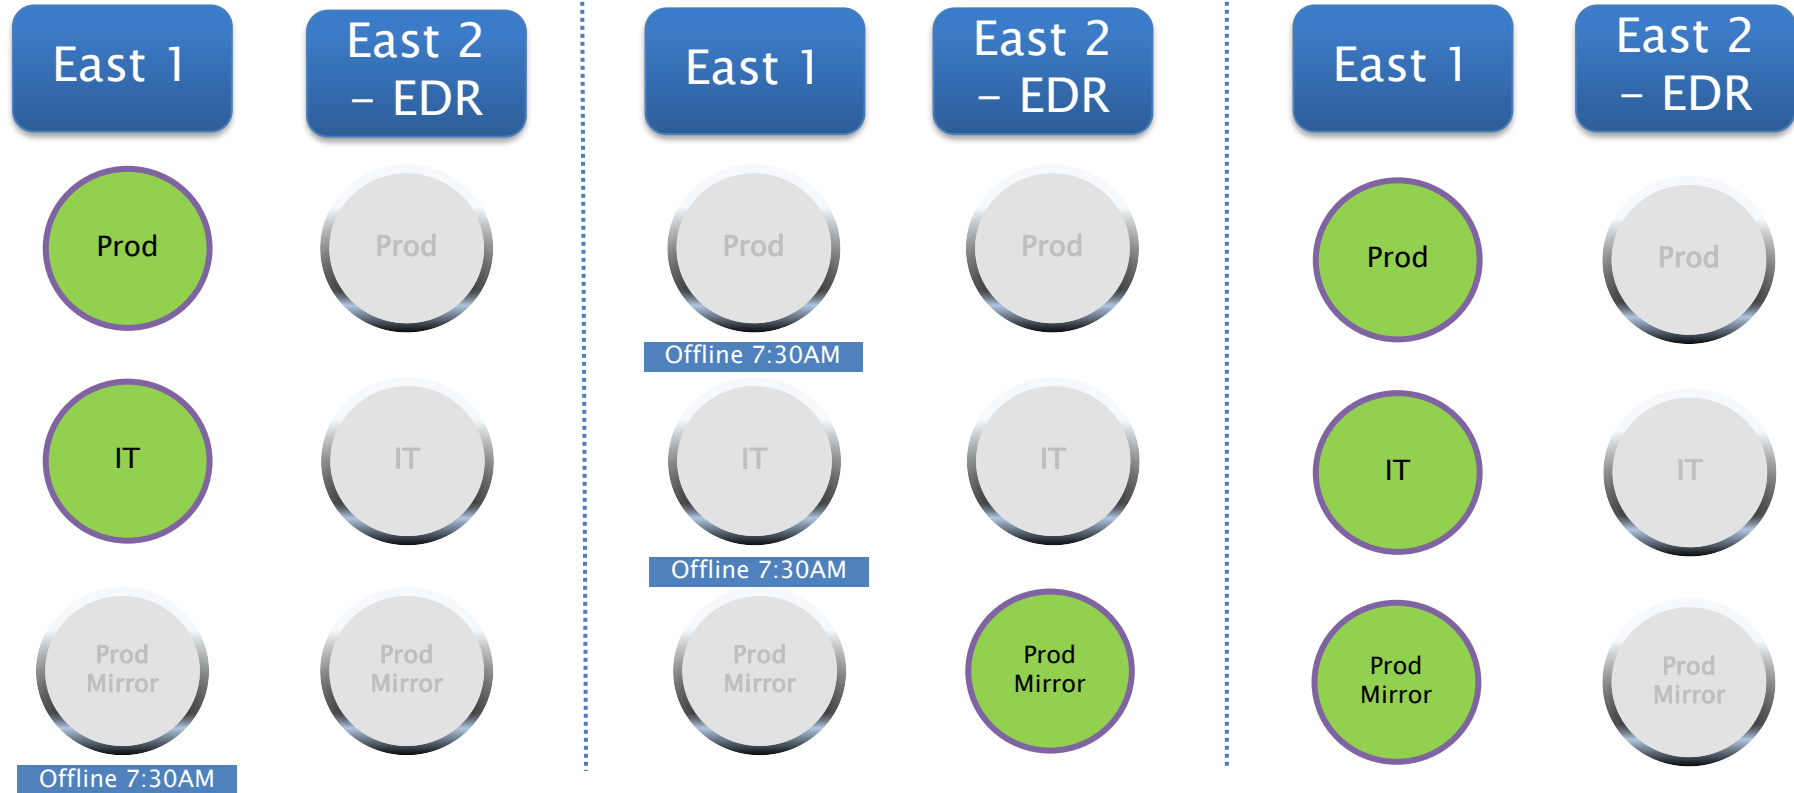 East 1
East 2
– EDR
Prod
Prod
IT
IT
Prod
Mirror
Prod
Mirror
Offline 7:30AM
East 1
East 2
– EDR
Prod
Prod
Offline 7:30AM
IT
IT
Offline 7:30AM
Prod
Mirror
Prod
Mirror
East 1
East 2
– EDR
Prod
Prod
IT
IT
Prod
Mirror
Prod
Mirror